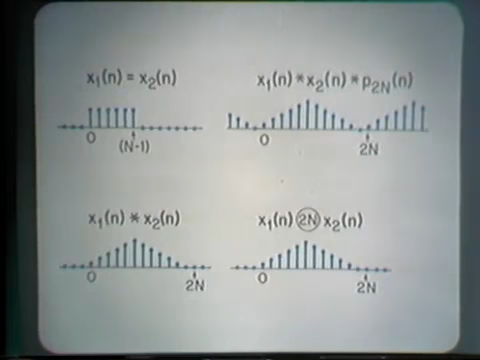 x₁(n) = x₂(n)
0
(N-1)
x₁(n) * x₂(n) * p₂N(n)
0
2N
x₁(n) * x₂(n)
0
2N
x₁(n) 2N x₂(n)
0
2N